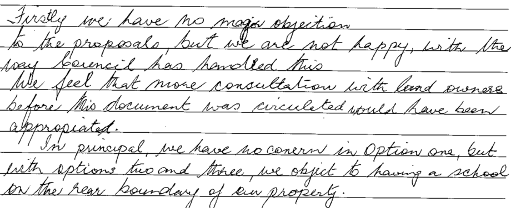 Firstly we have no major objection
to the proposals, but we are not happy, with the
way Council has handled this
We feel that more consultation with land owners
before this document was circulated would have been
appropiated.
In principal we have no concern in Option one, but
with options two and three, we object to having a school
on the rear boundary of our property.